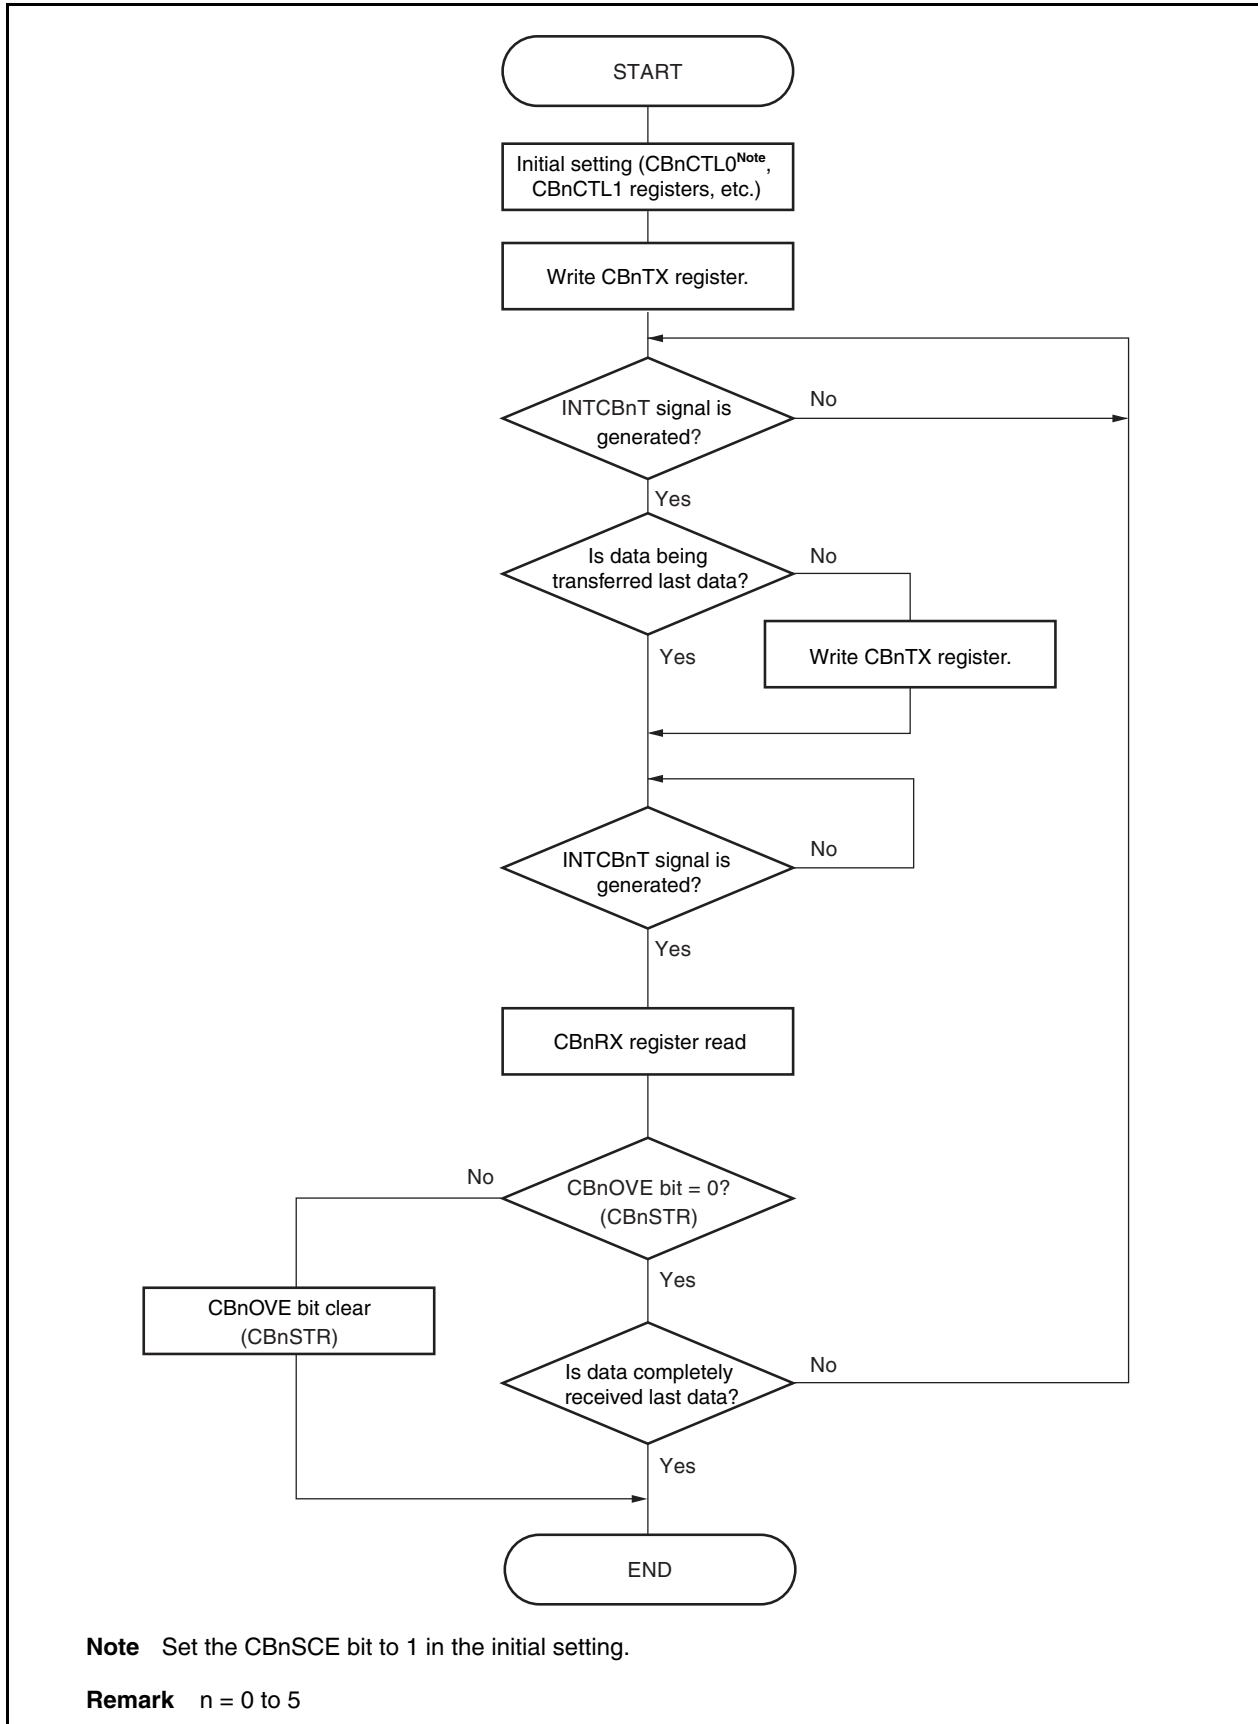 START
Initial setting (CBnCTL0Note,
CBnCTL1 registers, etc.)
Write CBnTX register.
INTCBnT signal is
generated?
No
Yes
Is data being
transferred last data?
No
Write CBnTX register.
Yes
INTCBnT signal is
generated?
No
Yes
CBnRX register read
CBnOVE bit = 0?
(CBnSTR)
No
Yes
CBnOVE bit clear
(CBnSTR)
Is data completely
received last data?
No
Yes
END
Note Set the CBnSCE bit to 1 in the initial setting.
Remark n = 0 to 5